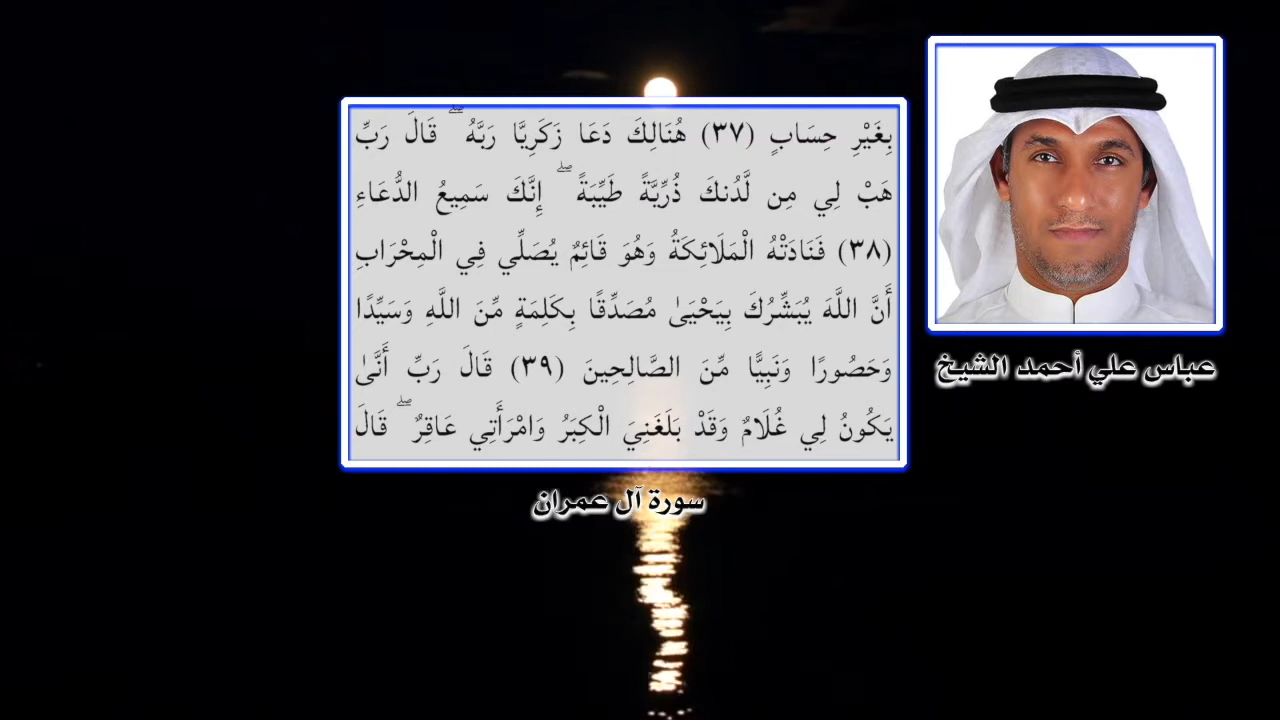 بِغَيْرِ حِسَابٍ (٣٧) هُنَالِكَ دَعَا زَكَرِيَّا رَبَّهُ ۖ قَالَ رَبِّ
هَبْ لِي مِن لَّدُنكَ ذُرِّيَّةً طَيِّبَةً ۖ إِنَّكَ سَمِيعُ الدُّعَاءِ
(٣٨) فَنَادَتْهُ الْمَلَائِكَةُ وَهُوَ قَائِمٌ يُصَلِّي فِي الْمِحْرَابِ
أَنَّ اللَّهَ يُبَشِّرُكَ بِيَحْيَىٰ مُصَدِّقًا بِكَلِمَةٍ مِّنَ اللَّهِ وَسَيِّدًا
وَحَصُورًا وَنَبِيًّا مِّنَ الصَّالِحِينَ (٣٩) قَالَ رَبِّ أَنَّىٰ
يَكُونُ لِي غُلَامٌ وَقَدْ بَلَغَنِيَ الْكِبَرُ وَامْرَأَتِي عَاقِرٌ ۖ قَالَ
عباس علي أحمد الشيخ
سورة آل عمران